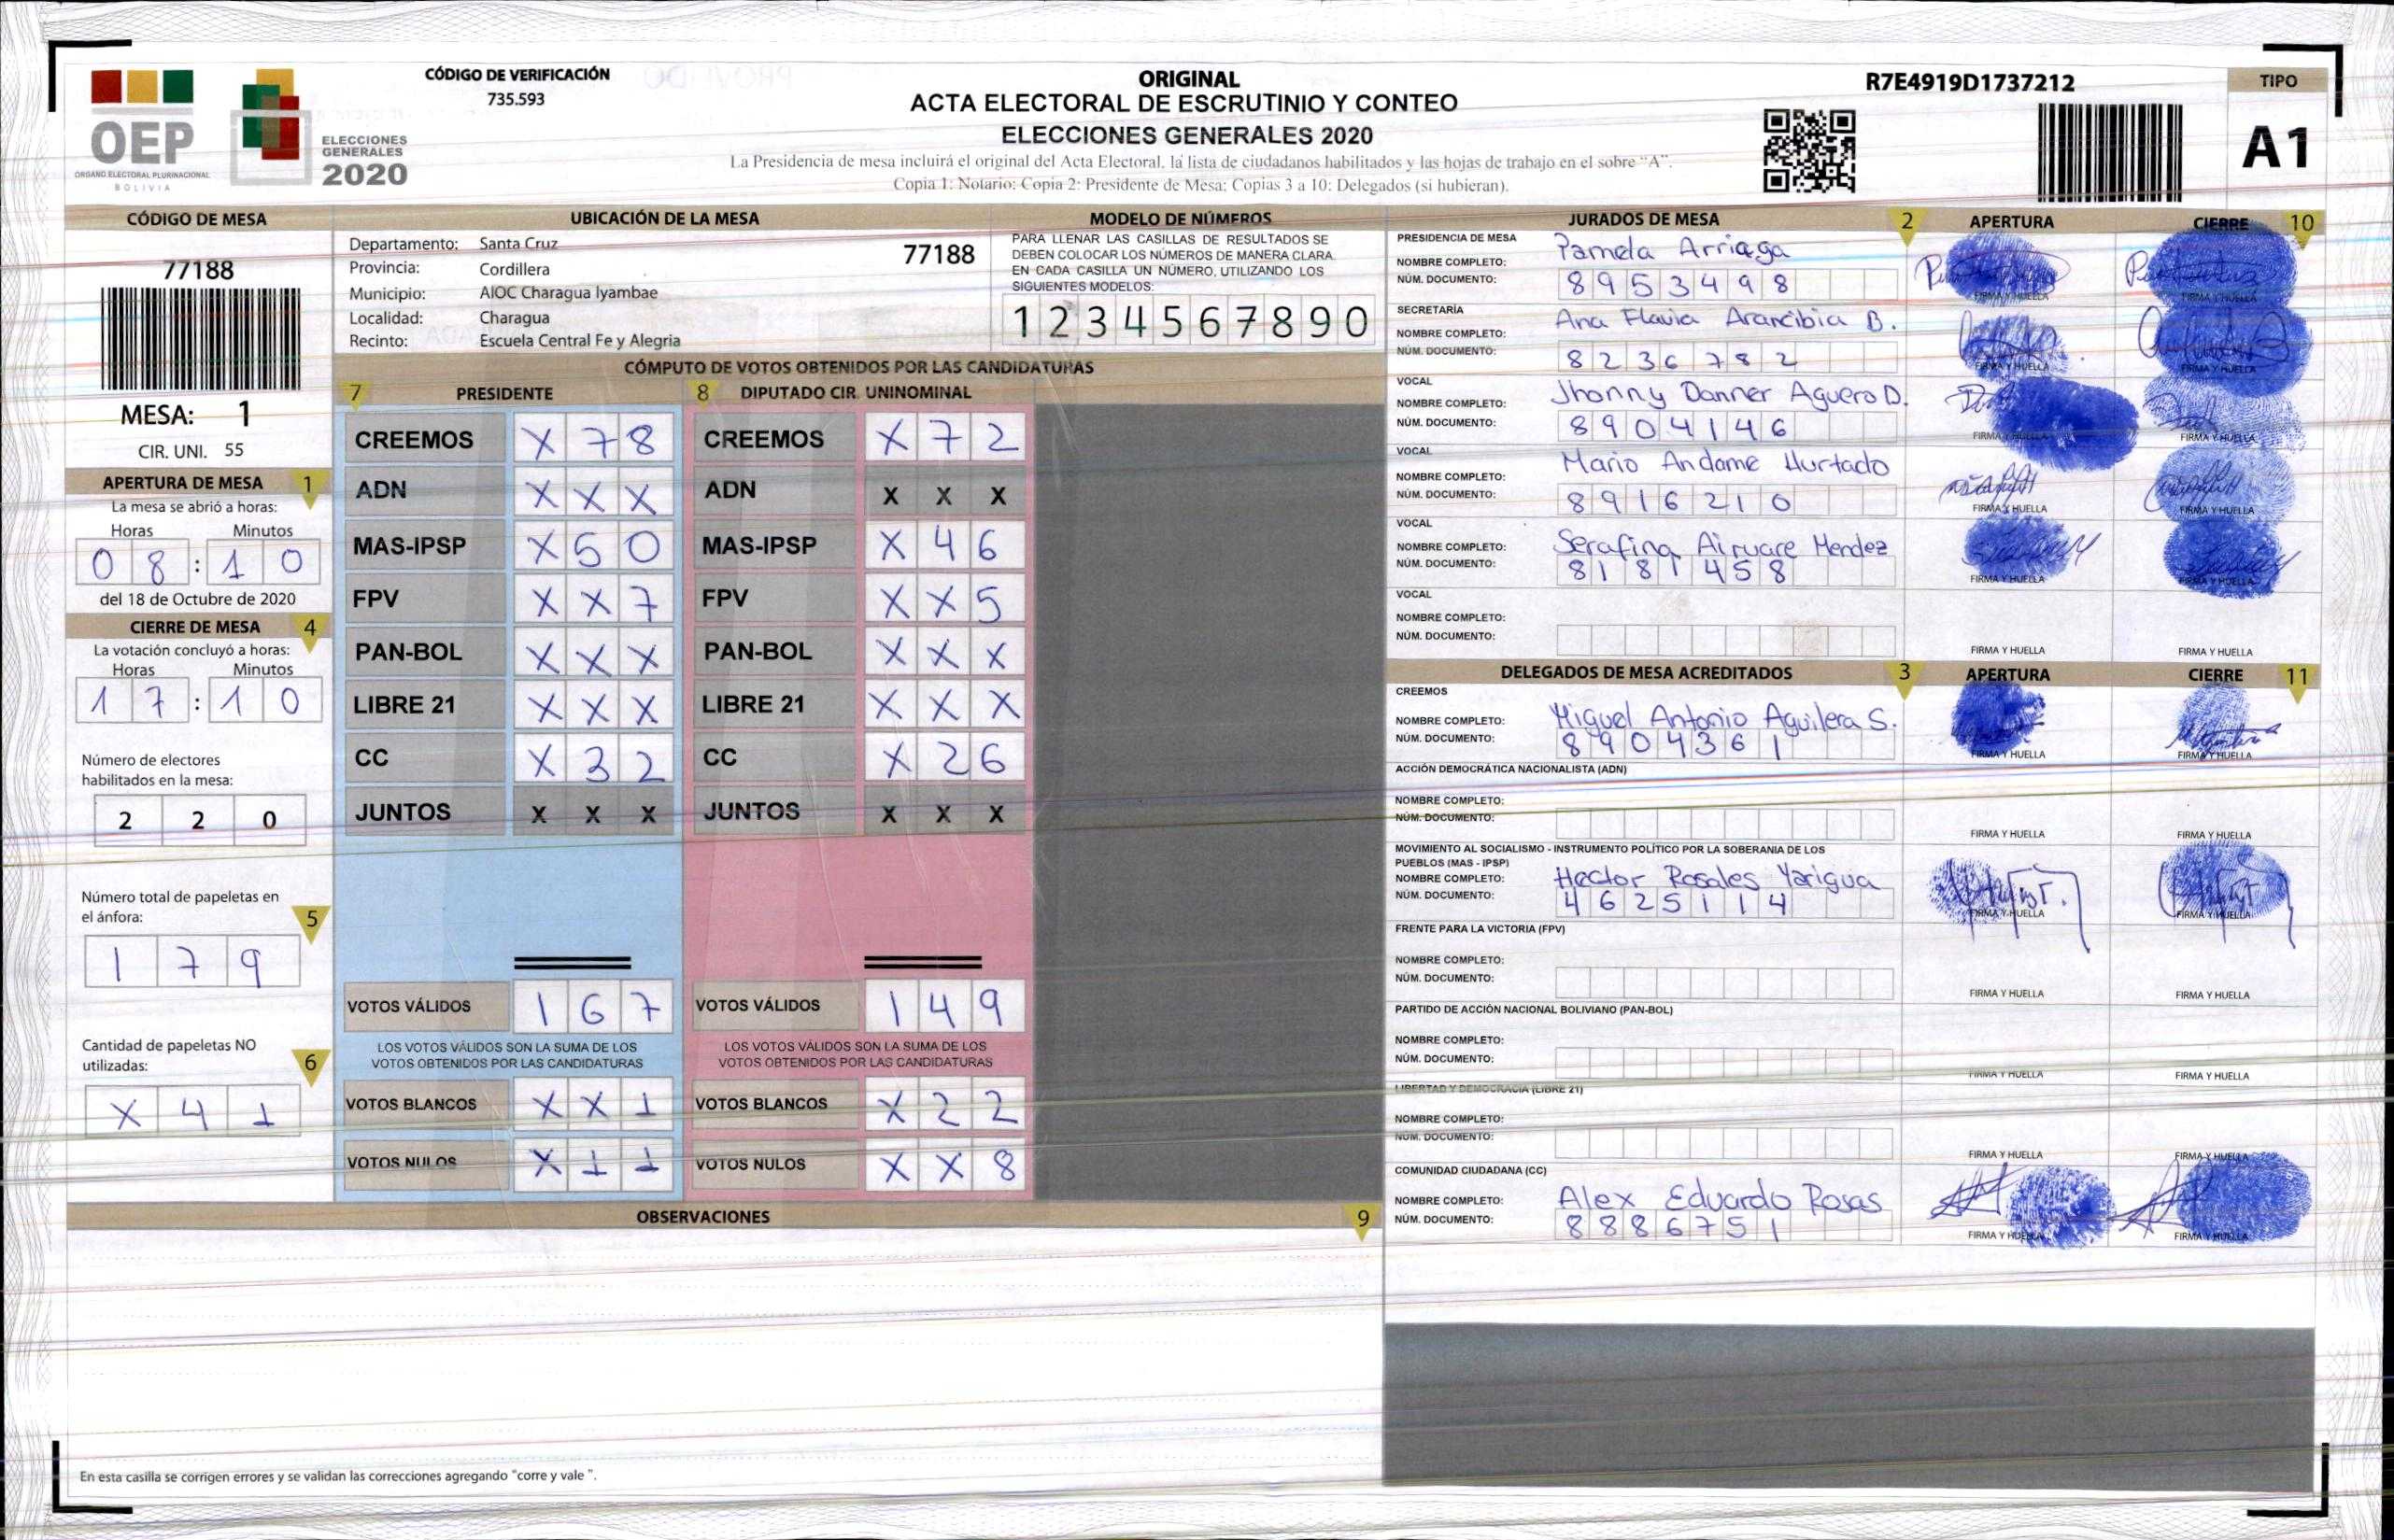 OEP
ORGANO ELECTORAL PLURINACIONAL
BOLIVIA
ELECCIONES
GENERALES
2020
CÓDIGO DE VERIFICACIÓN
735.593
ORIGINAL
ACTA ELECTORAL DE ESCRUTINIO Y CONTEO
ELECCIONES GENERALES 2020
La Presidencia de mesa incluirá el original del Acta Electoral, la lista de ciudadanos habilitados y las hojas de trabajo en el sobre "A".
Copia 1: Notario; Copia 2: Presidente de Mesa; Copias 3 a 10: Delegados (si hubieran).
R7E4919D1737212
TIPO
A1
CÓDIGO DE MESA
77188
MESA: 1
CIR. UNI. 55
APERTURA DE MESA 1
La mesa se abrió a horas:
Horas Minutos
0 8 : 1 0
del 18 de Octubre de 2020
CIERRE DE MESA 4
La votación concluyó a horas:
Horas Minutos
1 7 : 1 0
Número de electores
habilitados en la mesa:
2 2 0
Número total de papeletas en
el ánfora: 5
1 7 9
Cantidad de papeletas NO
utilizadas: 6
X 4 1
UBICACIÓN DE LA MESA
Departamento: Santa Cruz
77188
Provincia: Cordillera
Municipio: AIOC Charagua Iyambae
Localidad: Charagua
Recinto: Escuela Central Fe y Alegria
MODELO DE NÚMEROS
PARA LLENAR LAS CASILLAS DE RESULTADOS SE
DEBEN COLOCAR LOS NÚMEROS DE MANERA CLARA.
EN CADA CASILLA UN NÚMERO, UTILIZANDO LOS
SIGUIENTES MODELOS:
1 2 3 4 5 6 7 8 9 0
CÓMPUTO DE VOTOS OBTENIDOS POR LAS CANDIDATURAS
7 PRESIDENTE 8 DIPUTADO CIR. UNINOMINAL
CREEMOS X 7 8 CREEMOS X 7 2
ADN X X X ADN X X X
MAS-IPSP X 5 0 MAS-IPSP X 4 6
FPV X X 7 FPV X X 5
PAN-BOL X X X PAN-BOL X X X
LIBRE 21 X X X LIBRE 21 X X X
CC X 3 2 CC X 2 6
JUNTOS X X X JUNTOS X X X
VOTOS VÁLIDOS 1 6 7 VOTOS VÁLIDOS 1 4 9
LOS VOTOS VÁLIDOS SON LA SUMA DE LOS LOS VOTOS VÁLIDOS SON LA SUMA DE LOS
VOTOS OBTENIDOS POR LAS CANDIDATURAS VOTOS OBTENIDOS POR LAS CANDIDATURAS
VOTOS BLANCOS X X 1 VOTOS BLANCOS X 2 2
VOTOS NULOS X 1 1 VOTOS NULOS X X 8
OBSERVACIONES 9
En esta casilla se corrigen errores y se validan las correcciones agregando "corre y vale ".
JURADOS DE MESA 2 APERTURA CIERRE 10
PRESIDENCIA DE MESA
NOMBRE COMPLETO: Pamela Arriaga
NÚM. DOCUMENTO: 8953498
FIRMA Y HUELLA FIRMA Y HUELLA
SECRETARÍA
NOMBRE COMPLETO: Ana Flavia Arancibia B.
NÚM. DOCUMENTO: 8236782
FIRMA Y HUELLA FIRMA Y HUELLA
VOCAL
NOMBRE COMPLETO: Jhonny Danner Aguero D.
NÚM. DOCUMENTO: 8904146
FIRMA Y HUELLA FIRMA Y HUELLA
VOCAL
NOMBRE COMPLETO: Mario Andame Hurtado
NÚM. DOCUMENTO: 8916210
FIRMA Y HUELLA FIRMA Y HUELLA
VOCAL
NOMBRE COMPLETO: Serafina Airuare Mendez
NÚM. DOCUMENTO: 8181458
FIRMA Y HUELLA FIRMA Y HUELLA
VOCAL
NOMBRE COMPLETO:
NÚM. DOCUMENTO:
FIRMA Y HUELLA FIRMA Y HUELLA
DELEGADOS DE MESA ACREDITADOS 3 APERTURA CIERRE 11
CREEMOS
NOMBRE COMPLETO: Miguel Antonio Aguilera S.
NÚM. DOCUMENTO: 8904361
FIRMA Y HUELLA FIRMA Y HUELLA
ACCIÓN DEMOCRÁTICA NACIONALISTA (ADN)
NOMBRE COMPLETO:
NÚM. DOCUMENTO:
FIRMA Y HUELLA FIRMA Y HUELLA
MOVIMIENTO AL SOCIALISMO - INSTRUMENTO POLÍTICO POR LA SOBERANIA DE LOS
PUEBLOS (MAS - IPSP)
NOMBRE COMPLETO: Hector Rosales Yarigua
NÚM. DOCUMENTO: 4625114
FIRMA Y HUELLA FIRMA Y HUELLA
FRENTE PARA LA VICTORIA (FPV)
NOMBRE COMPLETO:
NÚM. DOCUMENTO:
FIRMA Y HUELLA FIRMA Y HUELLA
PARTIDO DE ACCIÓN NACIONAL BOLIVIANO (PAN-BOL)
NOMBRE COMPLETO:
NÚM. DOCUMENTO:
FIRMA Y HUELLA FIRMA Y HUELLA
LIBERTAD Y DEMOCRACIA (LIBRE 21)
NOMBRE COMPLETO:
NÚM. DOCUMENTO:
FIRMA Y HUELLA FIRMA Y HUELLA
COMUNIDAD CIUDADANA (CC)
NOMBRE COMPLETO: Alex Eduardo Rosas
NÚM. DOCUMENTO: 8886751
FIRMA Y HUELLA FIRMA Y HUELLA